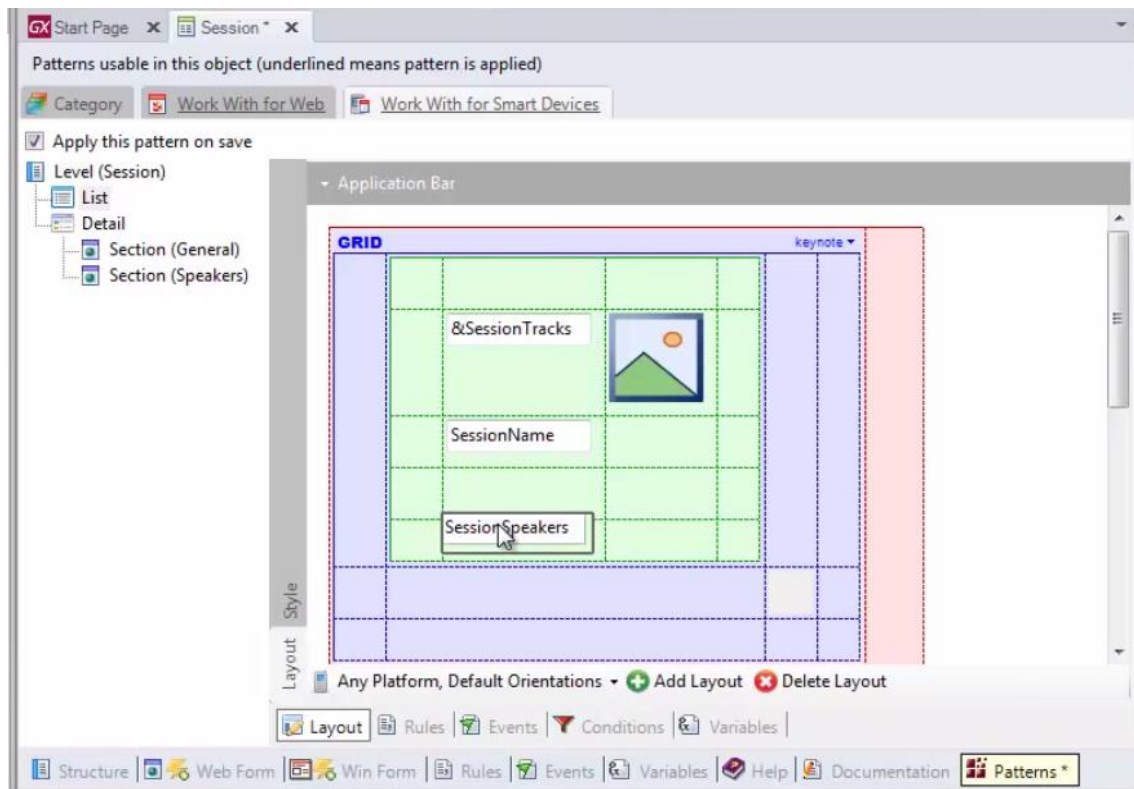 GX Start Page X Session * X
Patterns usable in this object (underlined means pattern is applied)
Category Work With for Web Work With for Smart Devices
Apply this pattern on save
Level (Session)
List
Detail
Section (General)
Section (Speakers)
Application Bar
GRID keynote
&SessionTracks
SessionName
SessionSpeakers
Style
Layout
Any Platform, Default Orientations Add Layout Delete Layout
Layout Rules Events Conditions Variables
Structure Web Form Win Form Rules Events Variables Help Documentation Patterns *